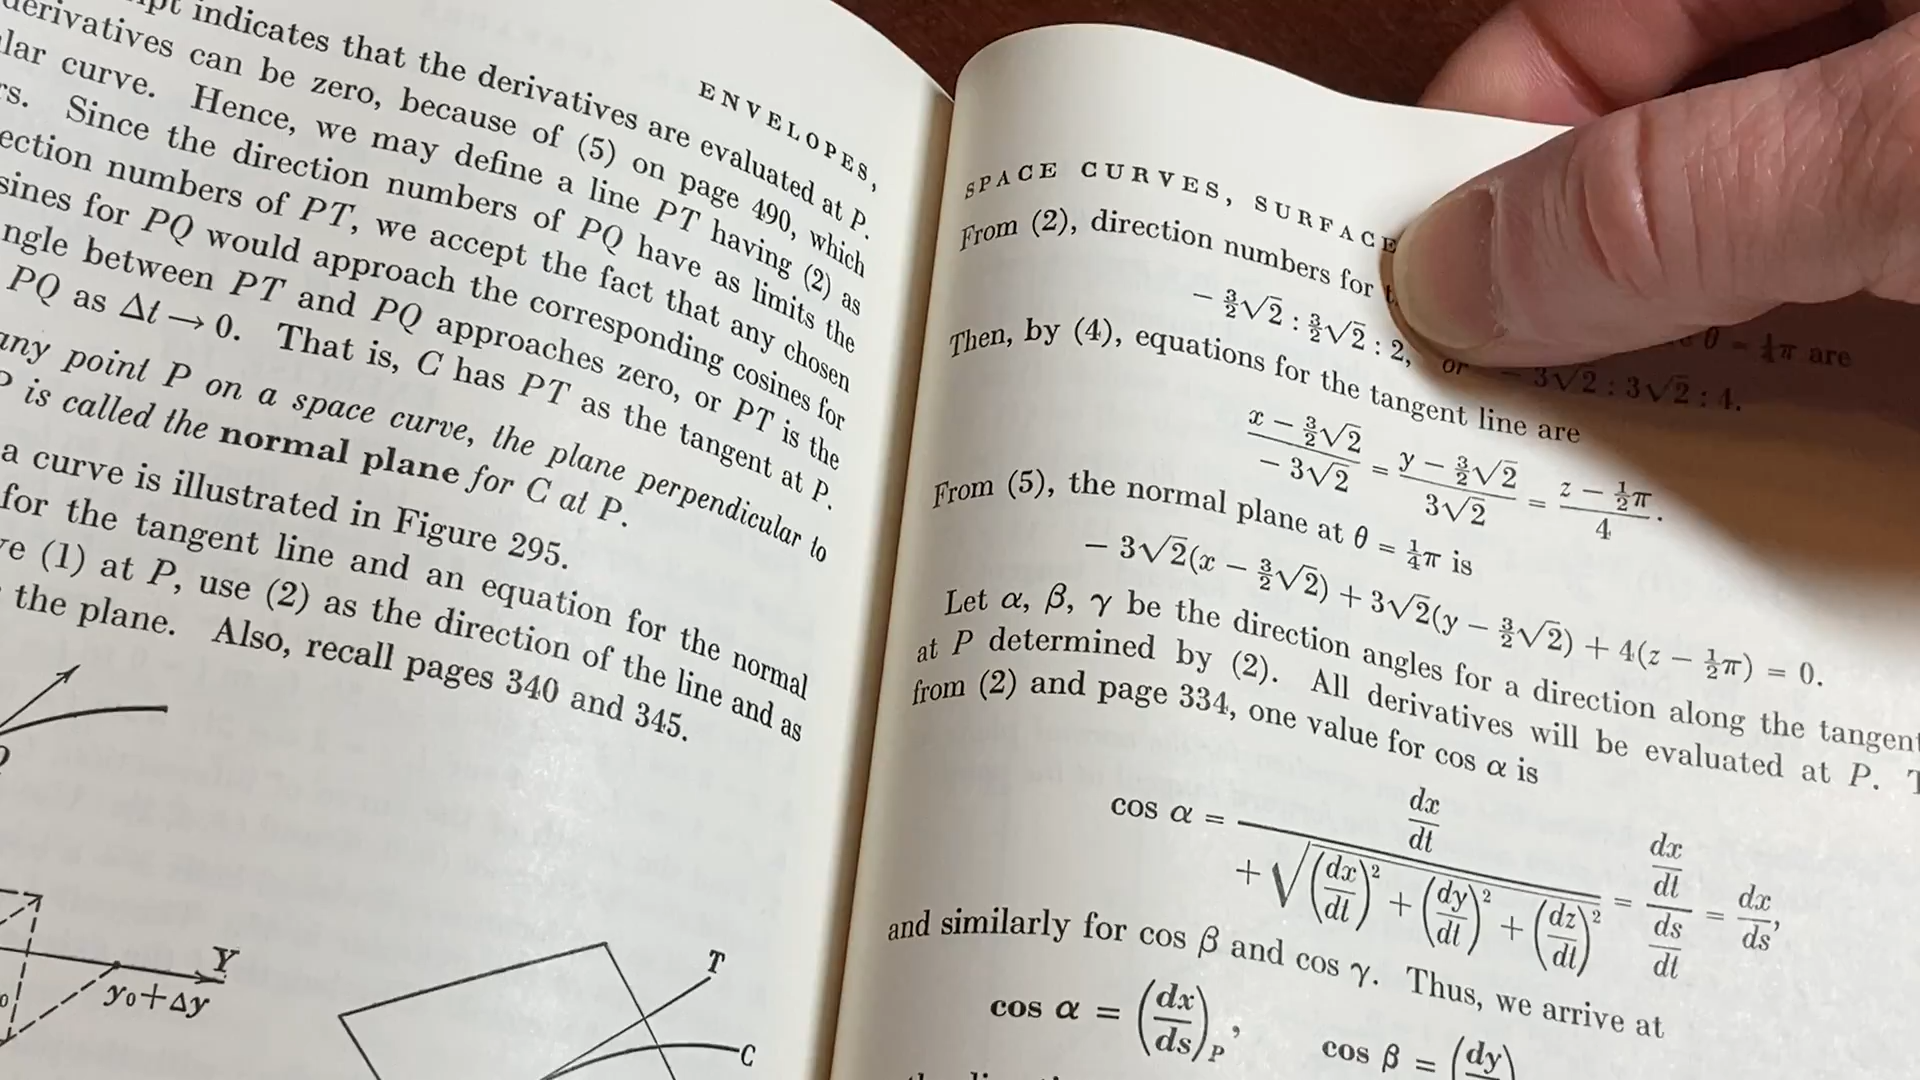 ENVELOPES,
indicates that the derivatives are evaluated at P.
derivatives can be zero, because of (5) on page 490, which
lar curve. Hence, we may define a line PT having (2) as
rs. Since the direction numbers of PQ have as limits the
ection numbers of PT, we accept the fact that any chosen
sines for PQ would approach the corresponding cosines for
ngle between PT and PQ approaches zero, or PT is the
PQ as Δt → 0. That is, C has PT as the tangent at P.
any point P on a space curve, the plane perpendicular to
P is called the normal plane for C at P.
a curve is illustrated in Figure 295.
for the tangent line and an equation for the normal
ve (1) at P, use (2) as the direction of the line and as
the plane. Also, recall pages 340 and 345.
Y
y₀+Δy
T
C
SPACE CURVES, SURFACE
From (2), direction numbers for t
θ = ¼π are
− 3/2√2 : 3/2√2 : 2, or − 3√2 : 3√2 : 4.
Then, by (4), equations for the tangent line are
(x − 3/2√2)/(− 3√2) = (y − 3/2√2)/(3√2) = (z − ½π)/4.
From (5), the normal plane at θ = ¼π is
− 3√2(x − 3/2√2) + 3√2(y − 3/2√2) + 4(z − ½π) = 0.
Let α, β, γ be the direction angles for a direction along the tangent
at P determined by (2). All derivatives will be evaluated at P. T
from (2) and page 334, one value for cos α is
cos α = (dx/dt)/(+ √((dx/dt)² + (dy/dt)² + (dz/dt)²)) = (dx/dt)/(ds/dt) = dx/ds,
and similarly for cos β and cos γ. Thus, we arrive at
cos α = (dx/ds)_P, cos β = (dy